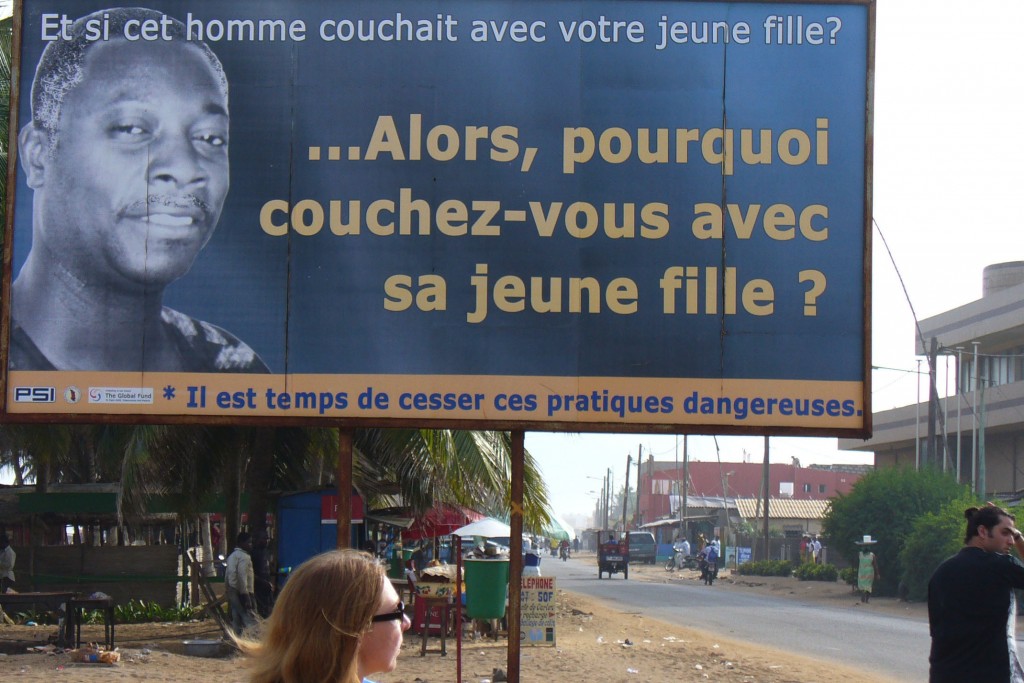 Et si cet homme couchait avec votre jeune fille?
...Alors, pourquoi
couchez-vous avec
sa jeune fille ?
PSI
The Global Fund
* Il est temps de cesser ces pratiques dangereuses.
TELEPHONE
SOF